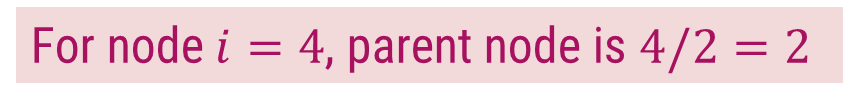 For node i = 4, parent node is 4/2 = 2